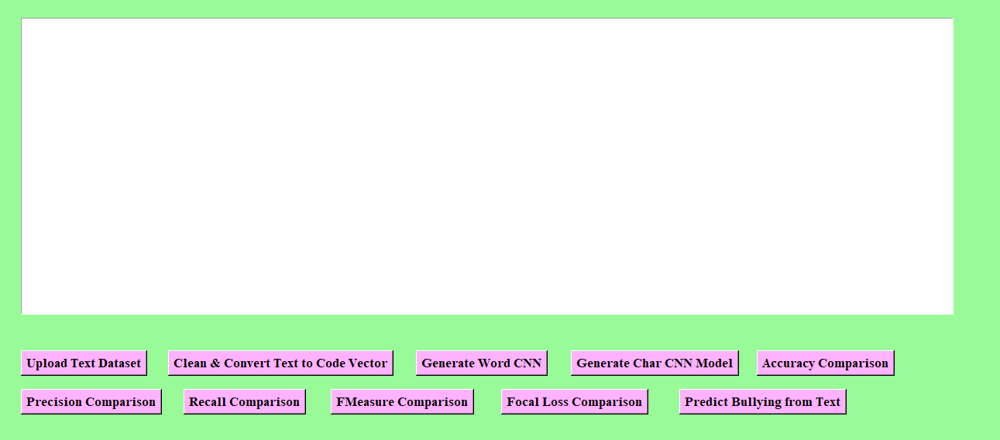 Upload Text Dataset Clean & Convert Text to Code Vector Generate Word CNN Generate Char CNN Model Accuracy Comparison
Precision Comparison Recall Comparison FMeasure Comparison Focal Loss Comparison Predict Bullying from Text